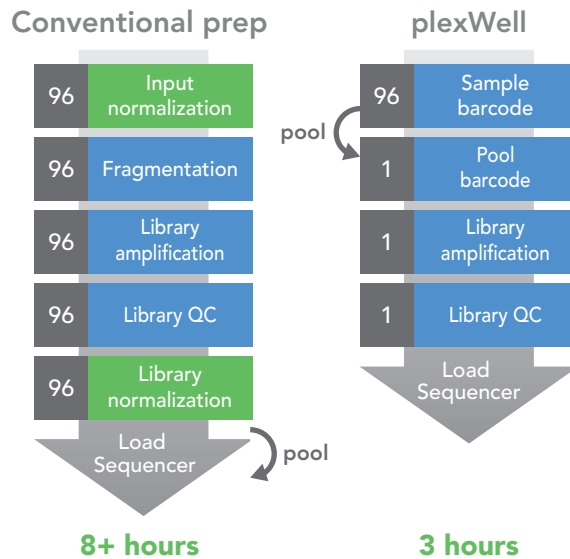 Conventional prep
96
Input
normalization
96
Fragmentation
96
Library
amplification
96
Library QC
96
Library
normalization
Load
Sequencer
pool
8+ hours
plexWell
96
Sample
barcode
pool
1
Pool
barcode
1
Library
amplification
1
Library QC
Load
Sequencer
3 hours